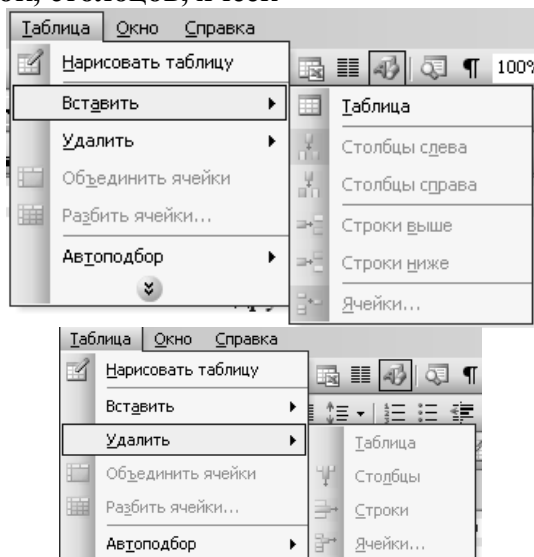 Таблица Окно Справка
Нарисовать таблицу
100%
Вставить
Таблица
Удалить
Столбцы слева
Объединить ячейки
Столбцы справа
Разбить ячейки...
Строки выше
Автоподбор
Строки ниже
Ячейки...
Таблица Окно Справка
Нарисовать таблицу
Вставить
Удалить
Таблица
Объединить ячейки
Столбцы
Разбить ячейки...
Строки
Автоподбор
Ячейки...